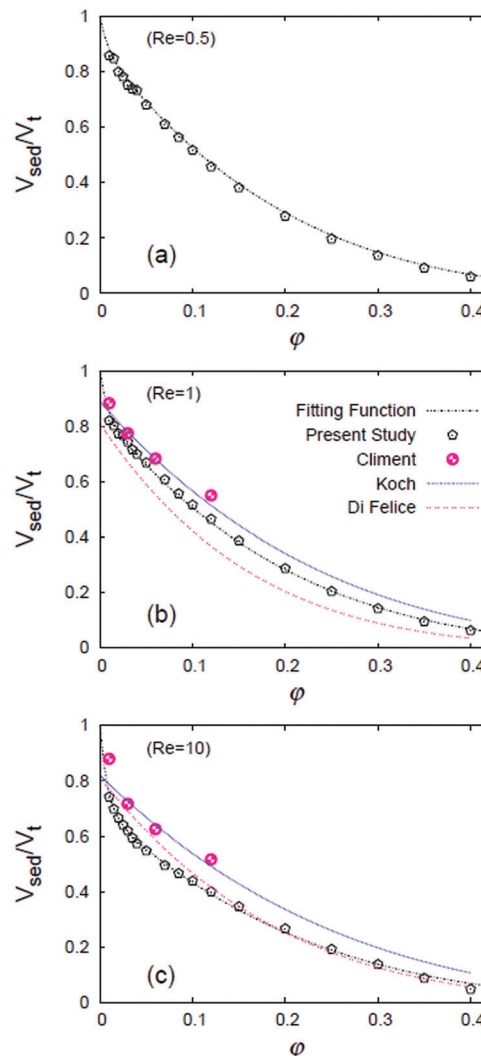 1
(Re=0.5)
0.8
0.6
0.4
0.2
0
V_sed/V_t
(a)
0 0.1 0.2 0.3 0.4
φ
1
(Re=1)
0.8
0.6
0.4
0.2
0
V_sed/V_t
Fitting Function
Present Study
Climent
Koch
Di Felice
(b)
0 0.1 0.2 0.3 0.4
φ
1
(Re=10)
0.8
0.6
0.4
0.2
0
V_sed/V_t
(c)
0 0.1 0.2 0.3 0.4
φ